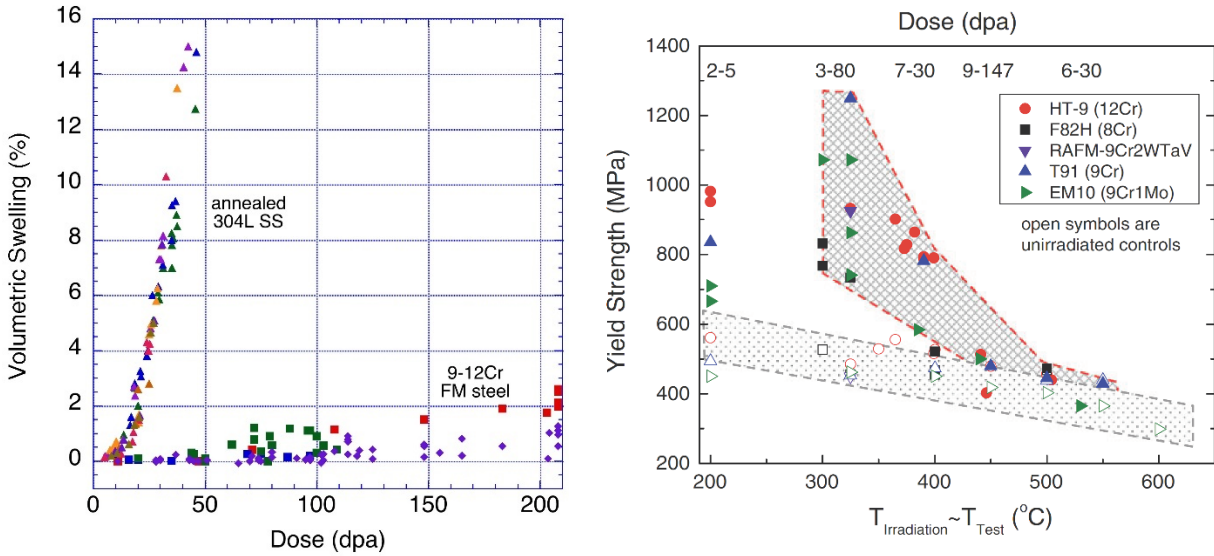 Volumetric Swelling (%)
16
14
12
10
8
6
4
2
0
annealed
304L SS
9-12Cr
FM steel
0 50 100 150 200
Dose (dpa)
Dose (dpa)
2-5 3-80 7-30 9-147 6-30
Yield Strength (MPa)
1400
1200
1000
800
600
400
200
HT-9 (12Cr)
F82H (8Cr)
RAFM-9Cr2WTaV
T91 (9Cr)
EM10 (9Cr1Mo)
open symbols are
unirradiated controls
200 300 400 500 600
T_Irradiation~T_Test (°C)